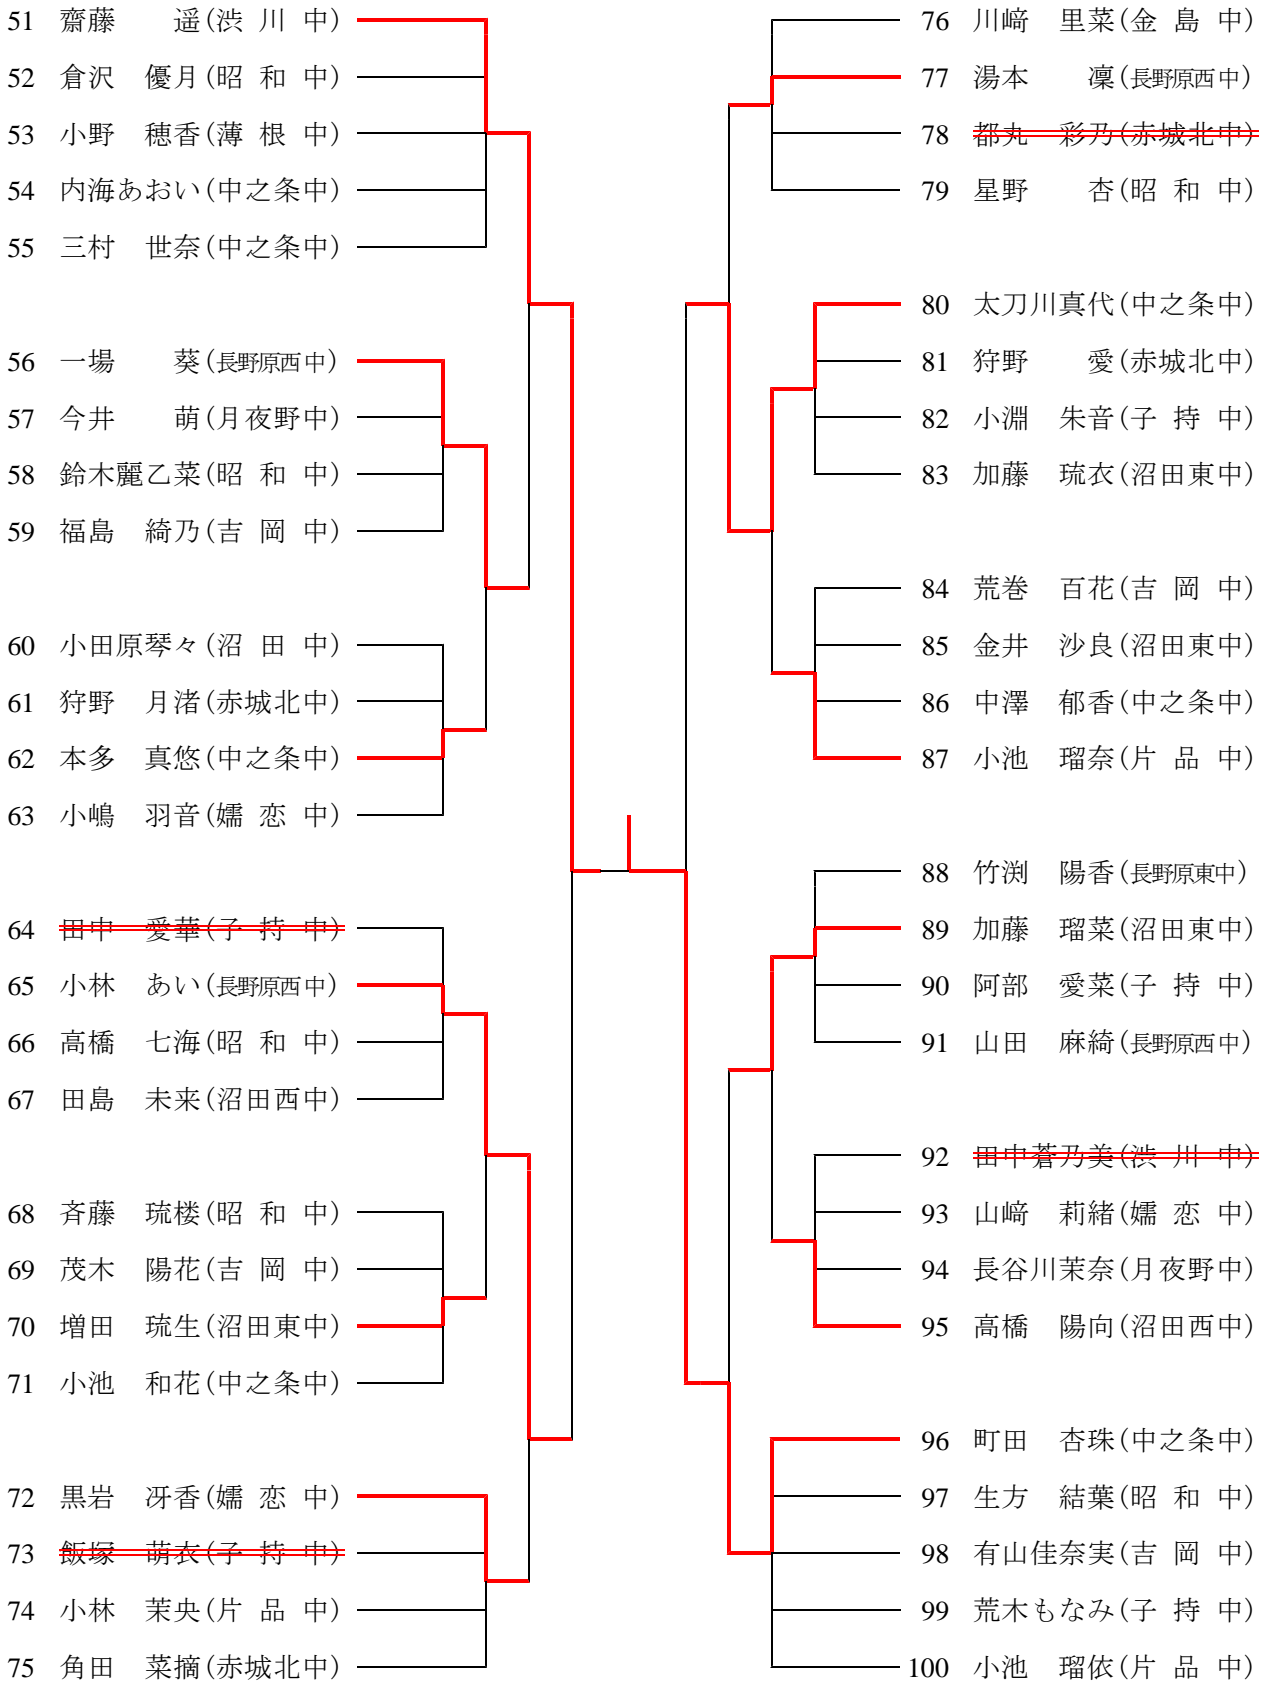 51 齋藤　　遥(渋 川 中)
52 倉沢　優月(昭 和 中)
53 小野　穂香(薄 根 中)
54 内海あおい(中之条中)
55 三村　世奈(中之条中)
56 一場　　葵(長野原西中)
57 今井　　萌(月夜野中)
58 鈴木麗乙菜(昭 和 中)
59 福島　綺乃(吉 岡 中)
60 小田原琴々(沼 田 中)
61 狩野　月渚(赤城北中)
62 本多　真悠(中之条中)
63 小嶋　羽音(嬬 恋 中)
64 田中　愛華(子 持 中)
65 小林　あい(長野原西中)
66 高橋　七海(昭 和 中)
67 田島　未来(沼田西中)
68 斉藤　琉楼(昭 和 中)
69 茂木　陽花(吉 岡 中)
70 増田　琉生(沼田東中)
71 小池　和花(中之条中)
72 黒岩　冴香(嬬 恋 中)
73 飯塚　萌衣(子 持 中)
74 小林　茉央(片 品 中)
75 角田　菜摘(赤城北中)
76 川﨑　里菜(金 島 中)
77 湯本　　凜(長野原西中)
78 都丸　彩乃(赤城北中)
79 星野　　杏(昭 和 中)
80 太刀川真代(中之条中)
81 狩野　　愛(赤城北中)
82 小淵　朱音(子 持 中)
83 加藤　琉衣(沼田東中)
84 荒巻　百花(吉 岡 中)
85 金井　沙良(沼田東中)
86 中澤　郁香(中之条中)
87 小池　瑠奈(片 品 中)
88 竹渕　陽香(長野原東中)
89 加藤　瑠菜(沼田東中)
90 阿部　愛菜(子 持 中)
91 山田　麻綺(長野原西中)
92 田中蒼乃美(渋 川 中)
93 山﨑　莉緒(嬬 恋 中)
94 長谷川茉奈(月夜野中)
95 高橋　陽向(沼田西中)
96 町田　杏珠(中之条中)
97 生方　結葉(昭 和 中)
98 有山佳奈実(吉 岡 中)
99 荒木もなみ(子 持 中)
100 小池　瑠依(片 品 中)